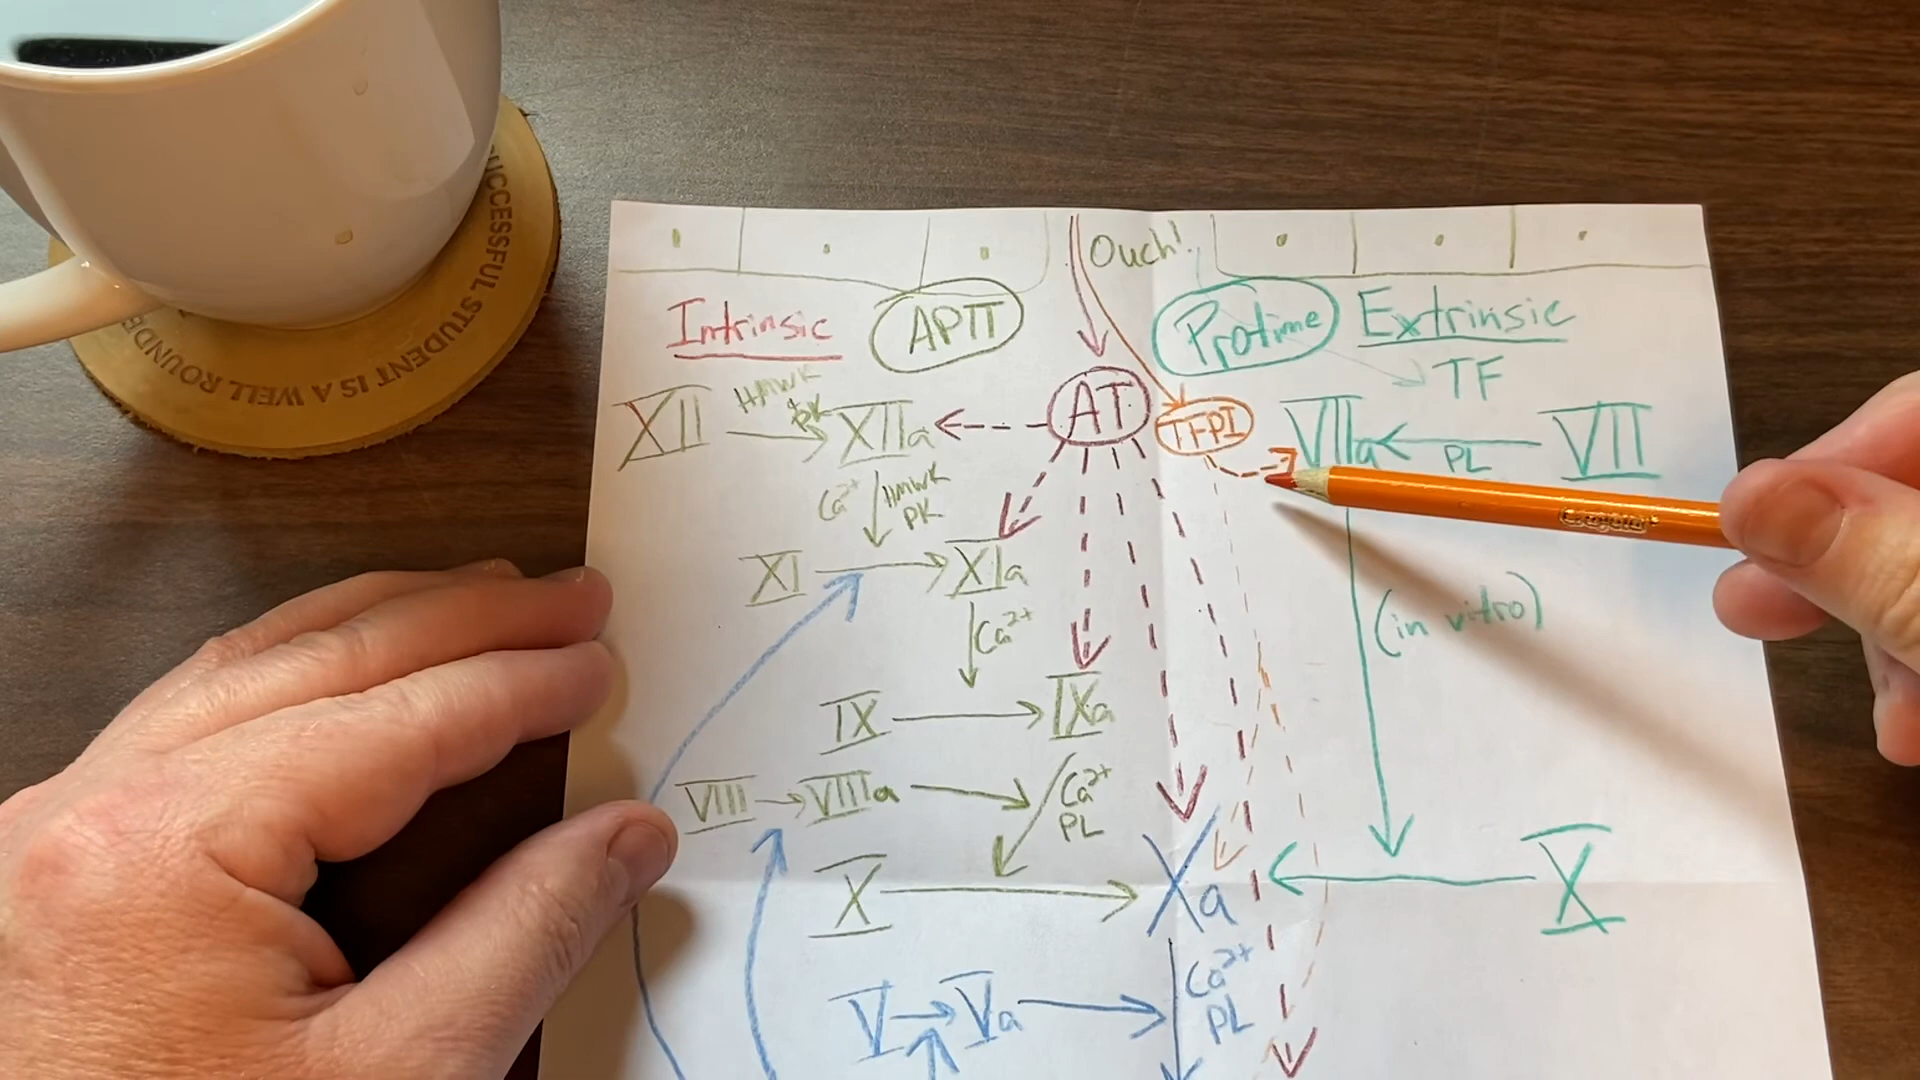 SUCCESSFUL STUDENT IS A WELL ROUNDE
Ouch!
Intrinsic
APTT
Protime
Extrinsic
TF
XII
HMWK
+ PK
XIIa
AT
TFPI
VIIa
PL
VII
Ca²⁺
HMWK
PK
Crayola
XI
XIa
(in vitro)
Ca²⁺
IX
IXa
VIII
VIIIa
Ca²⁺
PL
X
Xa
X
V
Va
Ca²⁺
PL